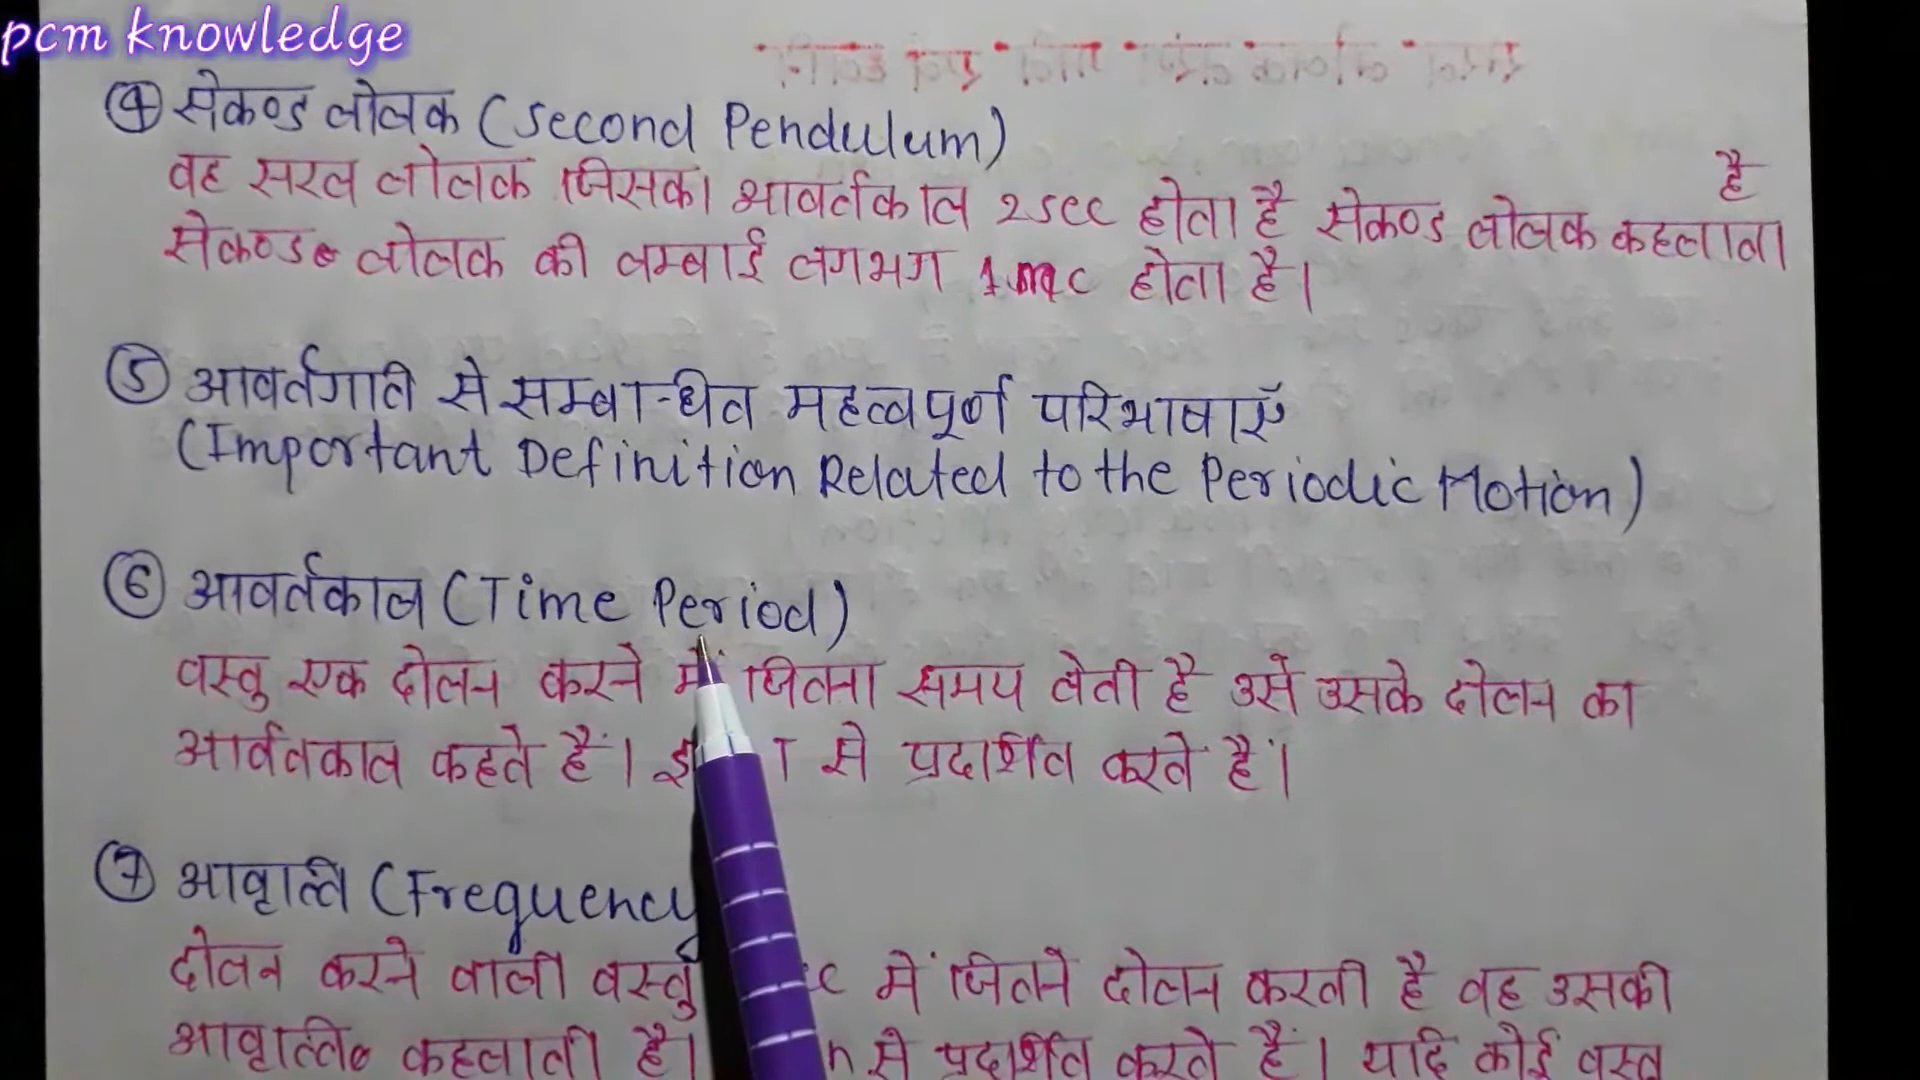 pcm knowledge
④ सेकण्ड लोलक (Second Pendulum)
है
वह सरल लोलक जिसका आवर्तकाल 2sec होता है सेकण्ड लोलक कहलाता
सेकण्ड लोलक की लम्बाई लगभग होता है।
⑤ आवर्तगति से सम्बन्धित महत्वपूर्ण परिभाषाएँ
(Important Definition Related to the Periodic Motion)
⑥ आवर्तकाल (Time Period)
वस्तु एक दोलन करने में जितना समय लेती है उसे उसके दोलन का
आर्वतकाल कहते हैं। T से प्रदर्शित करते हैं।
⑦ आवृत्ति (Frequency
दोलन करने वाली वस्तु में जितने दोलन करती है वह उसकी
आवृत्ति कहलाती है। n से प्रदर्शित करते हैं। यदि कोई वस्तु